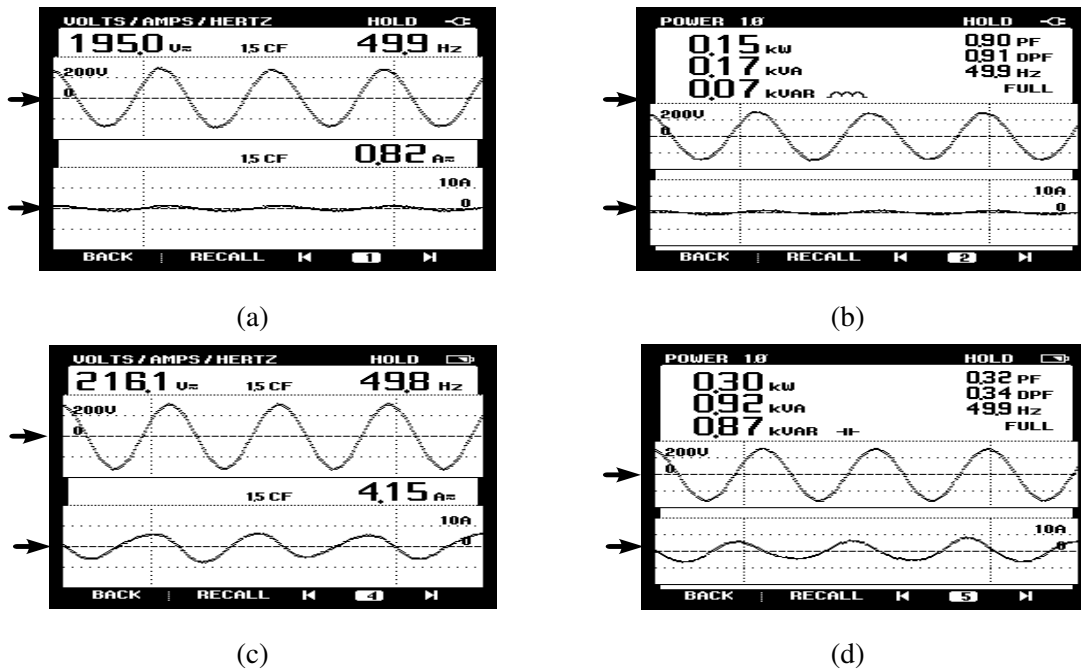 VOLTS / AMPS / HERTZ HOLD
195.0 V≂ 1.5 CF 49.9 Hz
200V
0
1.5 CF 0.82 A≂
10A
0
BACK RECALL 1
(a)
POWER 1.0 HOLD
0.15 kW 0.90 PF
0.17 kVA 0.91 DPF
49.9 Hz
0.07 kVAR FULL
200V
0
10A
0
BACK RECALL 2
(b)
VOLTS / AMPS / HERTZ HOLD
216.1 V≂ 1.5 CF 49.8 Hz
200V
0
1.5 CF 4.15 A≂
10A
0
BACK RECALL 4
(c)
POWER 1.0 HOLD
0.30 kW 0.32 PF
0.92 kVA 0.34 DPF
49.9 Hz
0.87 kVAR FULL
200V
0
10A
0
BACK RECALL 5
(d)